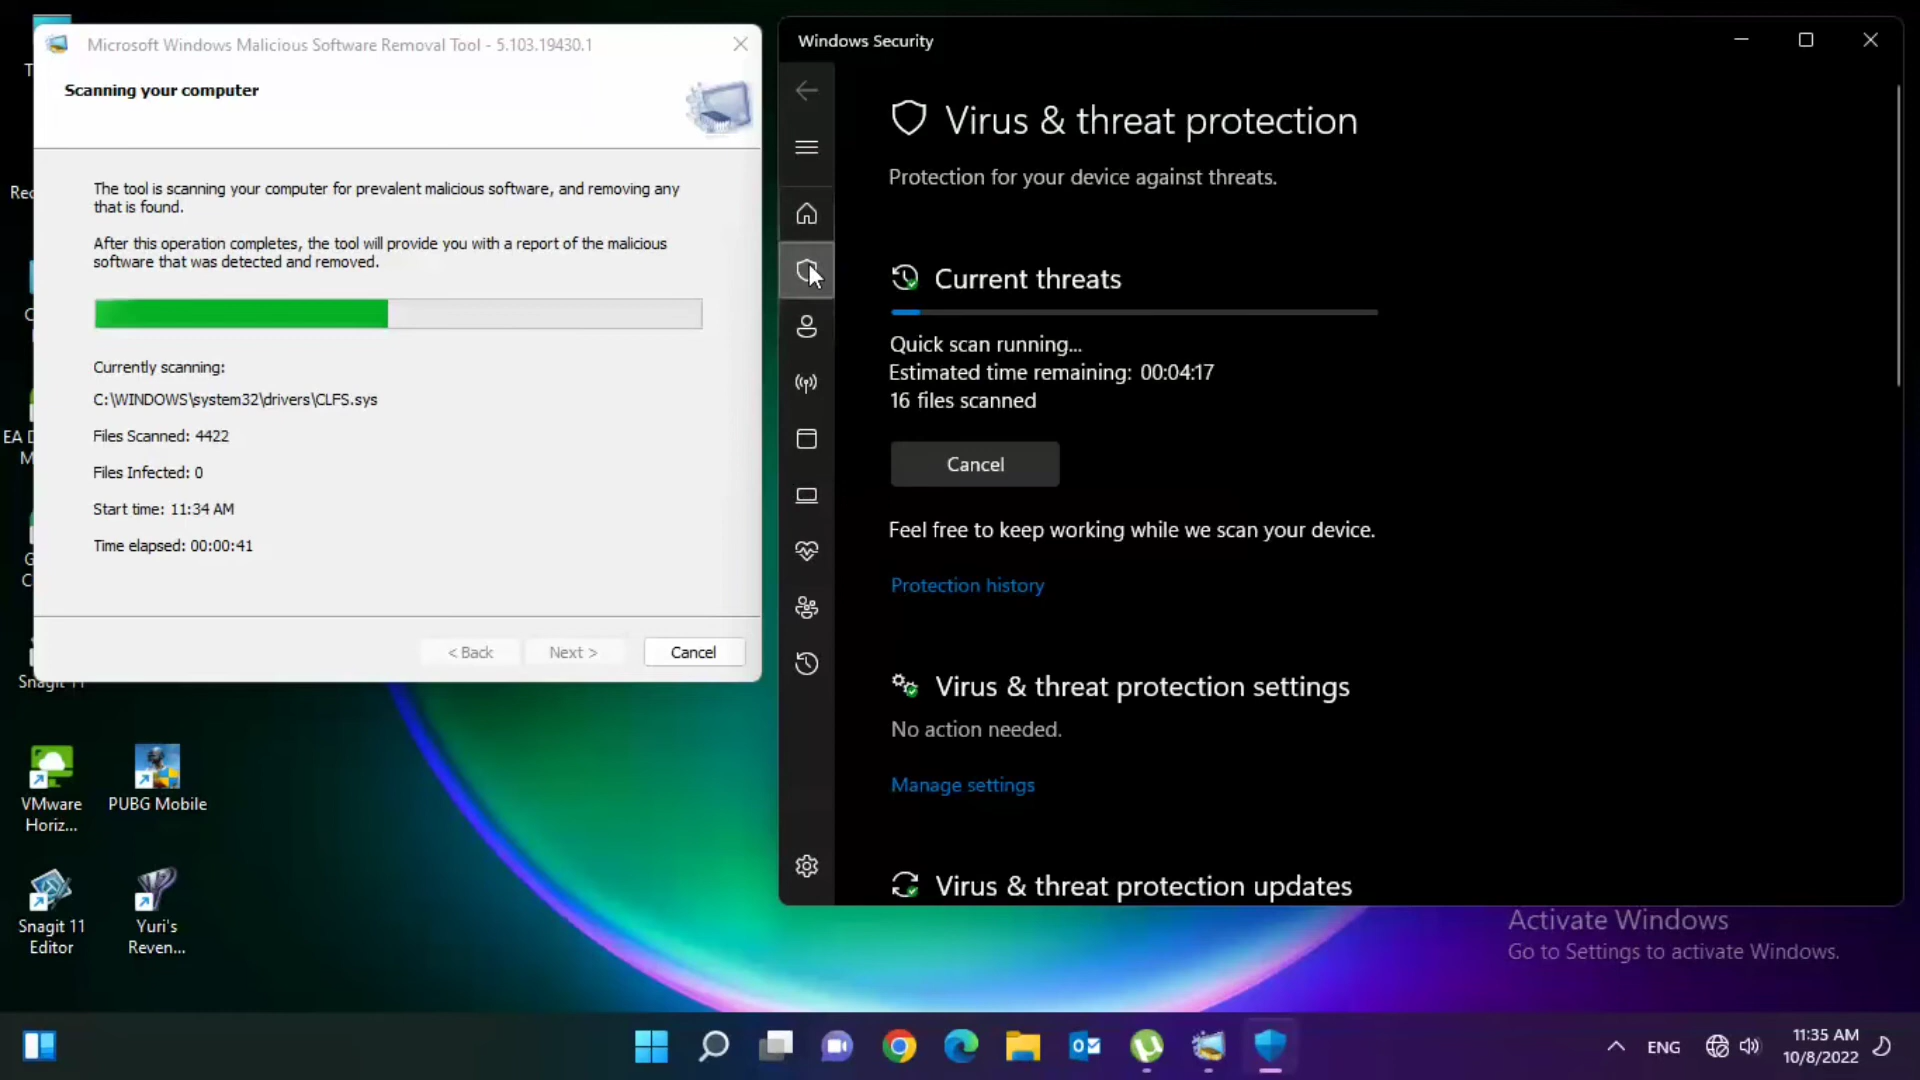 Microsoft Windows Malicious Software Removal Tool - 5.103.19430.1
Scanning your computer
The tool is scanning your computer for prevalent malicious software, and removing any
that is found.
After this operation completes, the tool will provide you with a report of the malicious
software that was detected and removed.
Currently scanning:
C:\WINDOWS\system32\drivers\CLFS.sys
Files Scanned: 4422
Files Infected: 0
Start time: 11:34 AM
Time elapsed: 00:00:41
< Back
Next >
Cancel
Windows Security
Virus & threat protection
Protection for your device against threats.
Current threats
Quick scan running...
Estimated time remaining: 00:04:17
16 files scanned
Cancel
Feel free to keep working while we scan your device.
Protection history
Virus & threat protection settings
No action needed.
Manage settings
Virus & threat protection updates
EA D
VMware
Horiz...
PUBG Mobile
Snagit 11
Editor
Yuri's
Reven...
Activate Windows
Go to Settings to activate Windows.
ENG
11:35 AM
10/8/2022